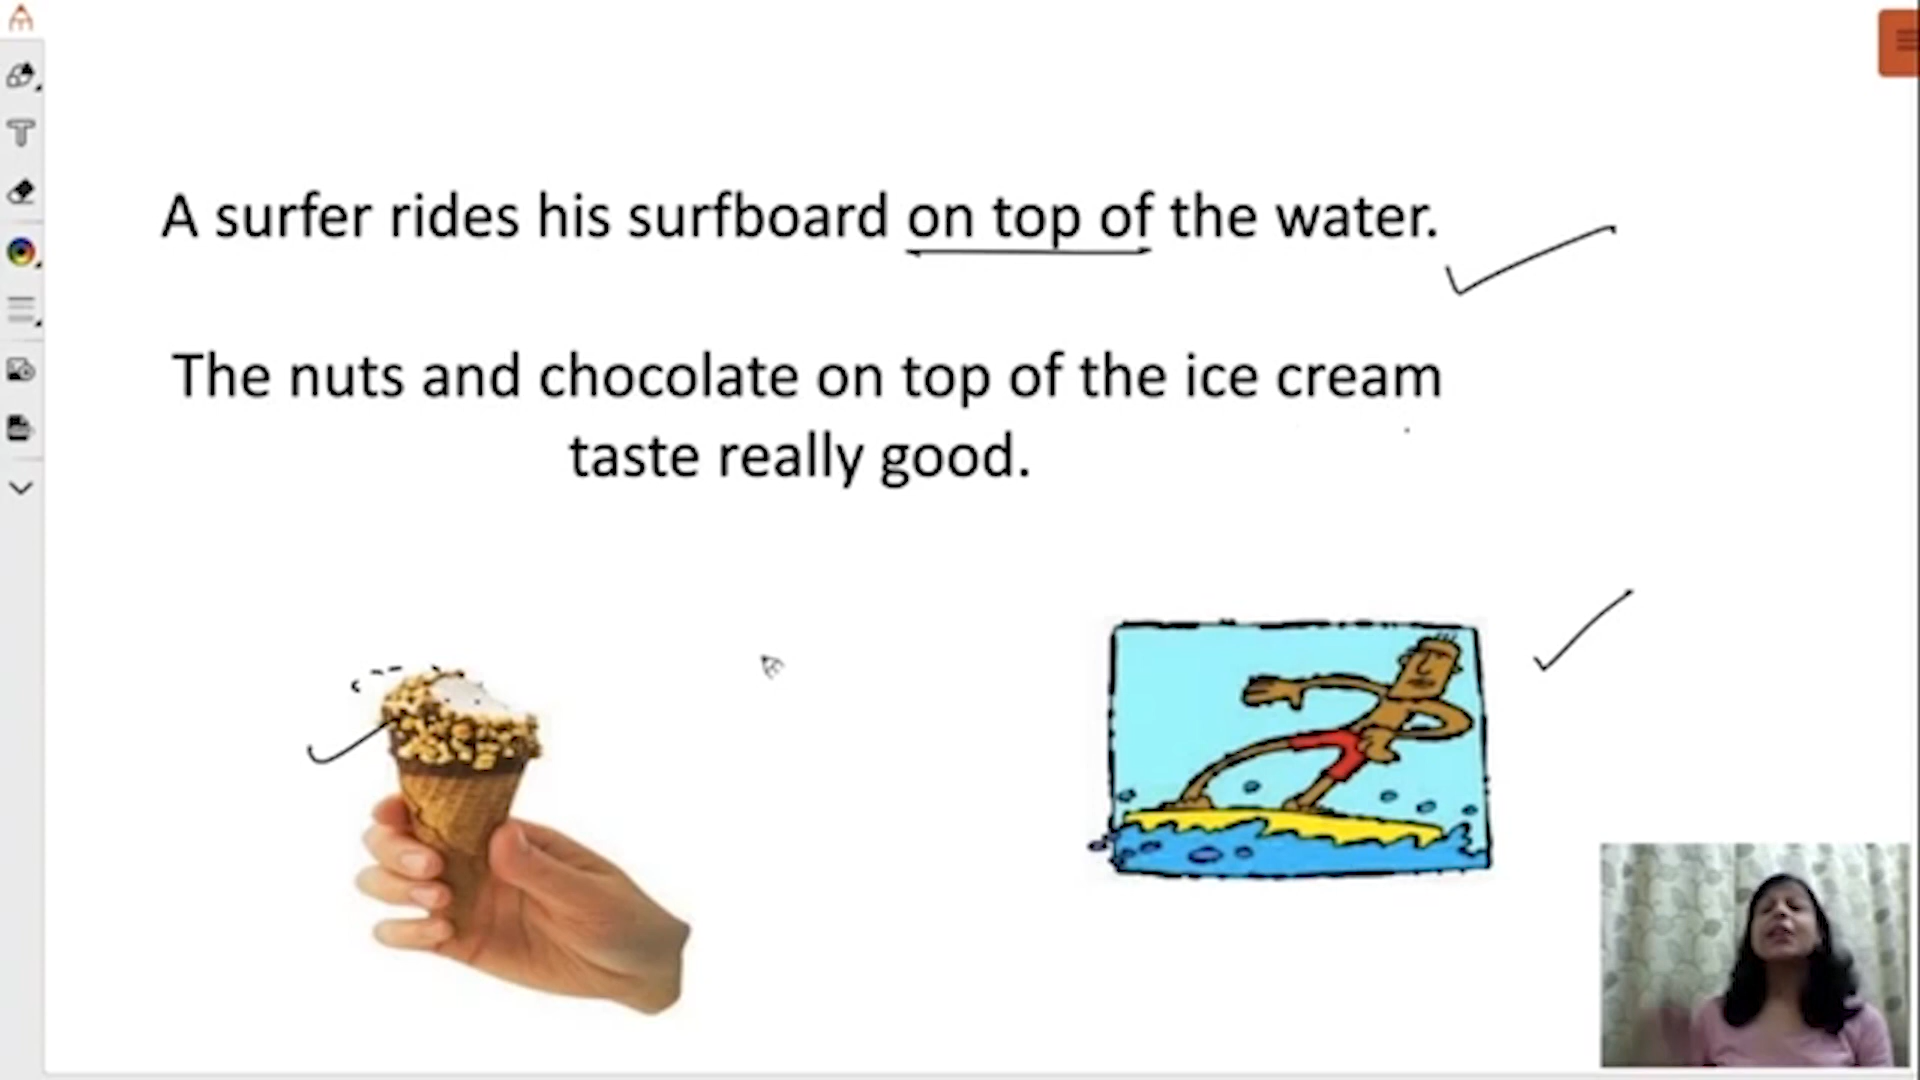 A surfer rides his surfboard on top of the water.
The nuts and chocolate on top of the ice cream
taste really good.